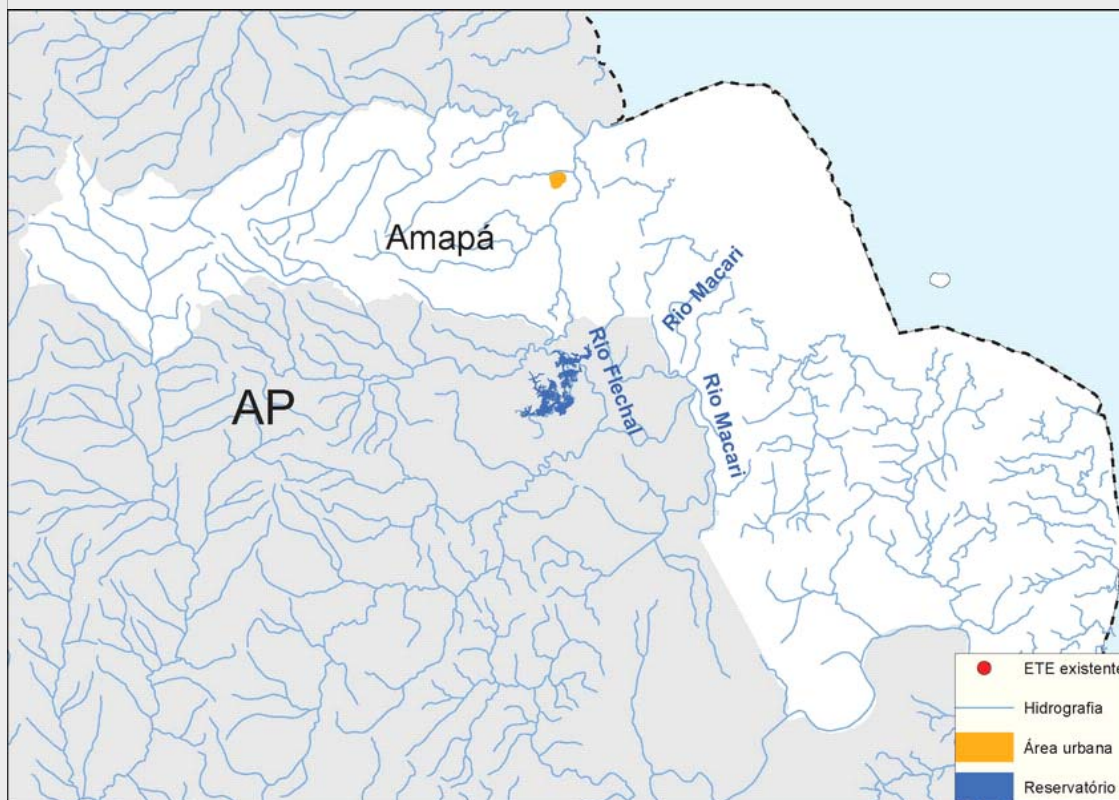 Amapá
Rio Macari
Rio Flechal
Rio Macari
AP
ETE existente
Hidrografia
Área urbana
Reservatório